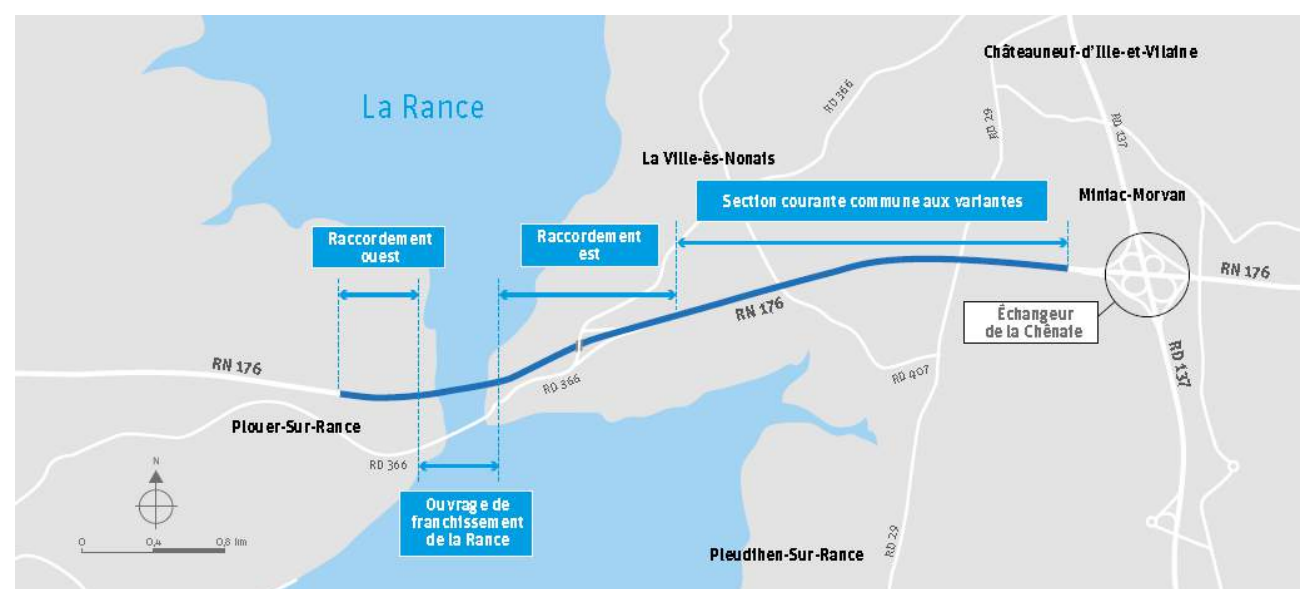 Châteauneuf-d'Ille-et-Vilaine
La Rance
RD 366
RD 29
RD 137
La Ville-ès-Nonais
Section courante commune aux variantes
Miniac-Morvan
Raccordement
ouest
Raccordement
est
RN 176
RN 176
Échangeur
de la Chênaie
RN 176
RD 137
RD 366
RD 407
Plouer-Sur-Rance
RD 366
N
Ouvrage de
franchissement
de la Rance
0 0,4 0,8 km
Pleudihen-Sur-Rance
RD 29